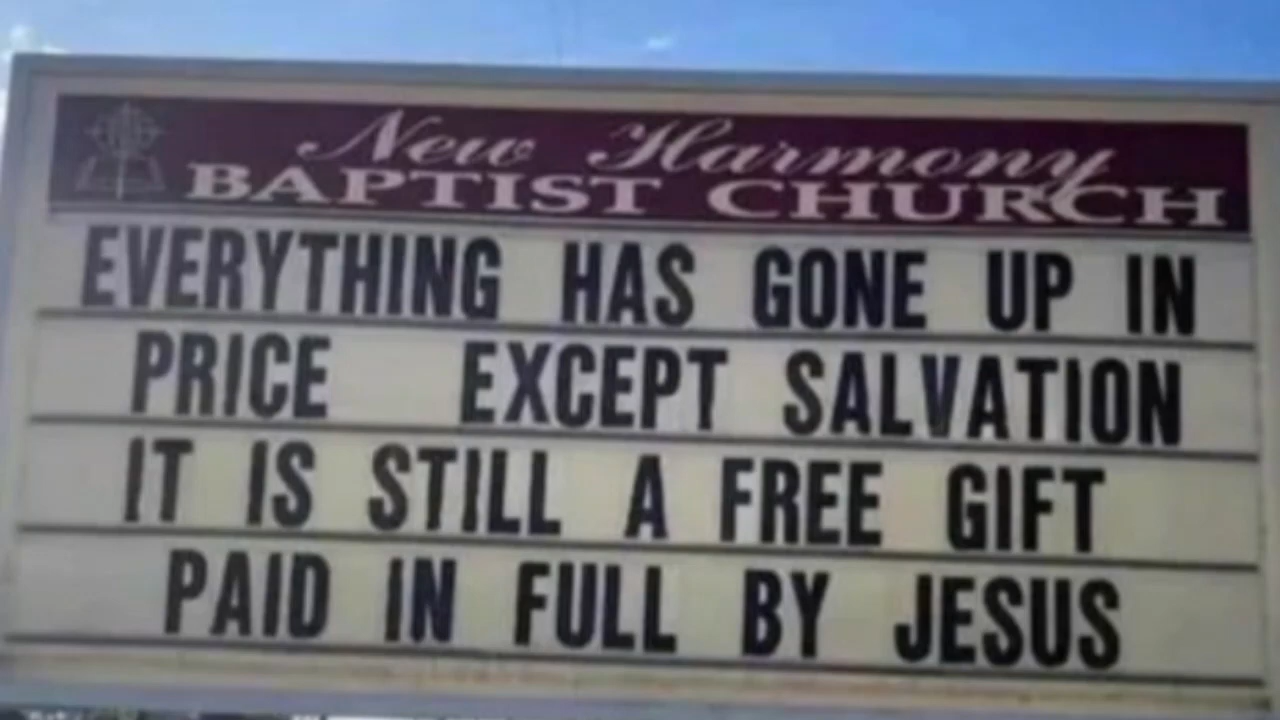 New Harmony
BAPTIST CHURCH
EVERYTHING HAS GONE UP IN
PRICE EXCEPT SALVATION
IT IS STILL A FREE GIFT
PAID IN FULL BY JESUS